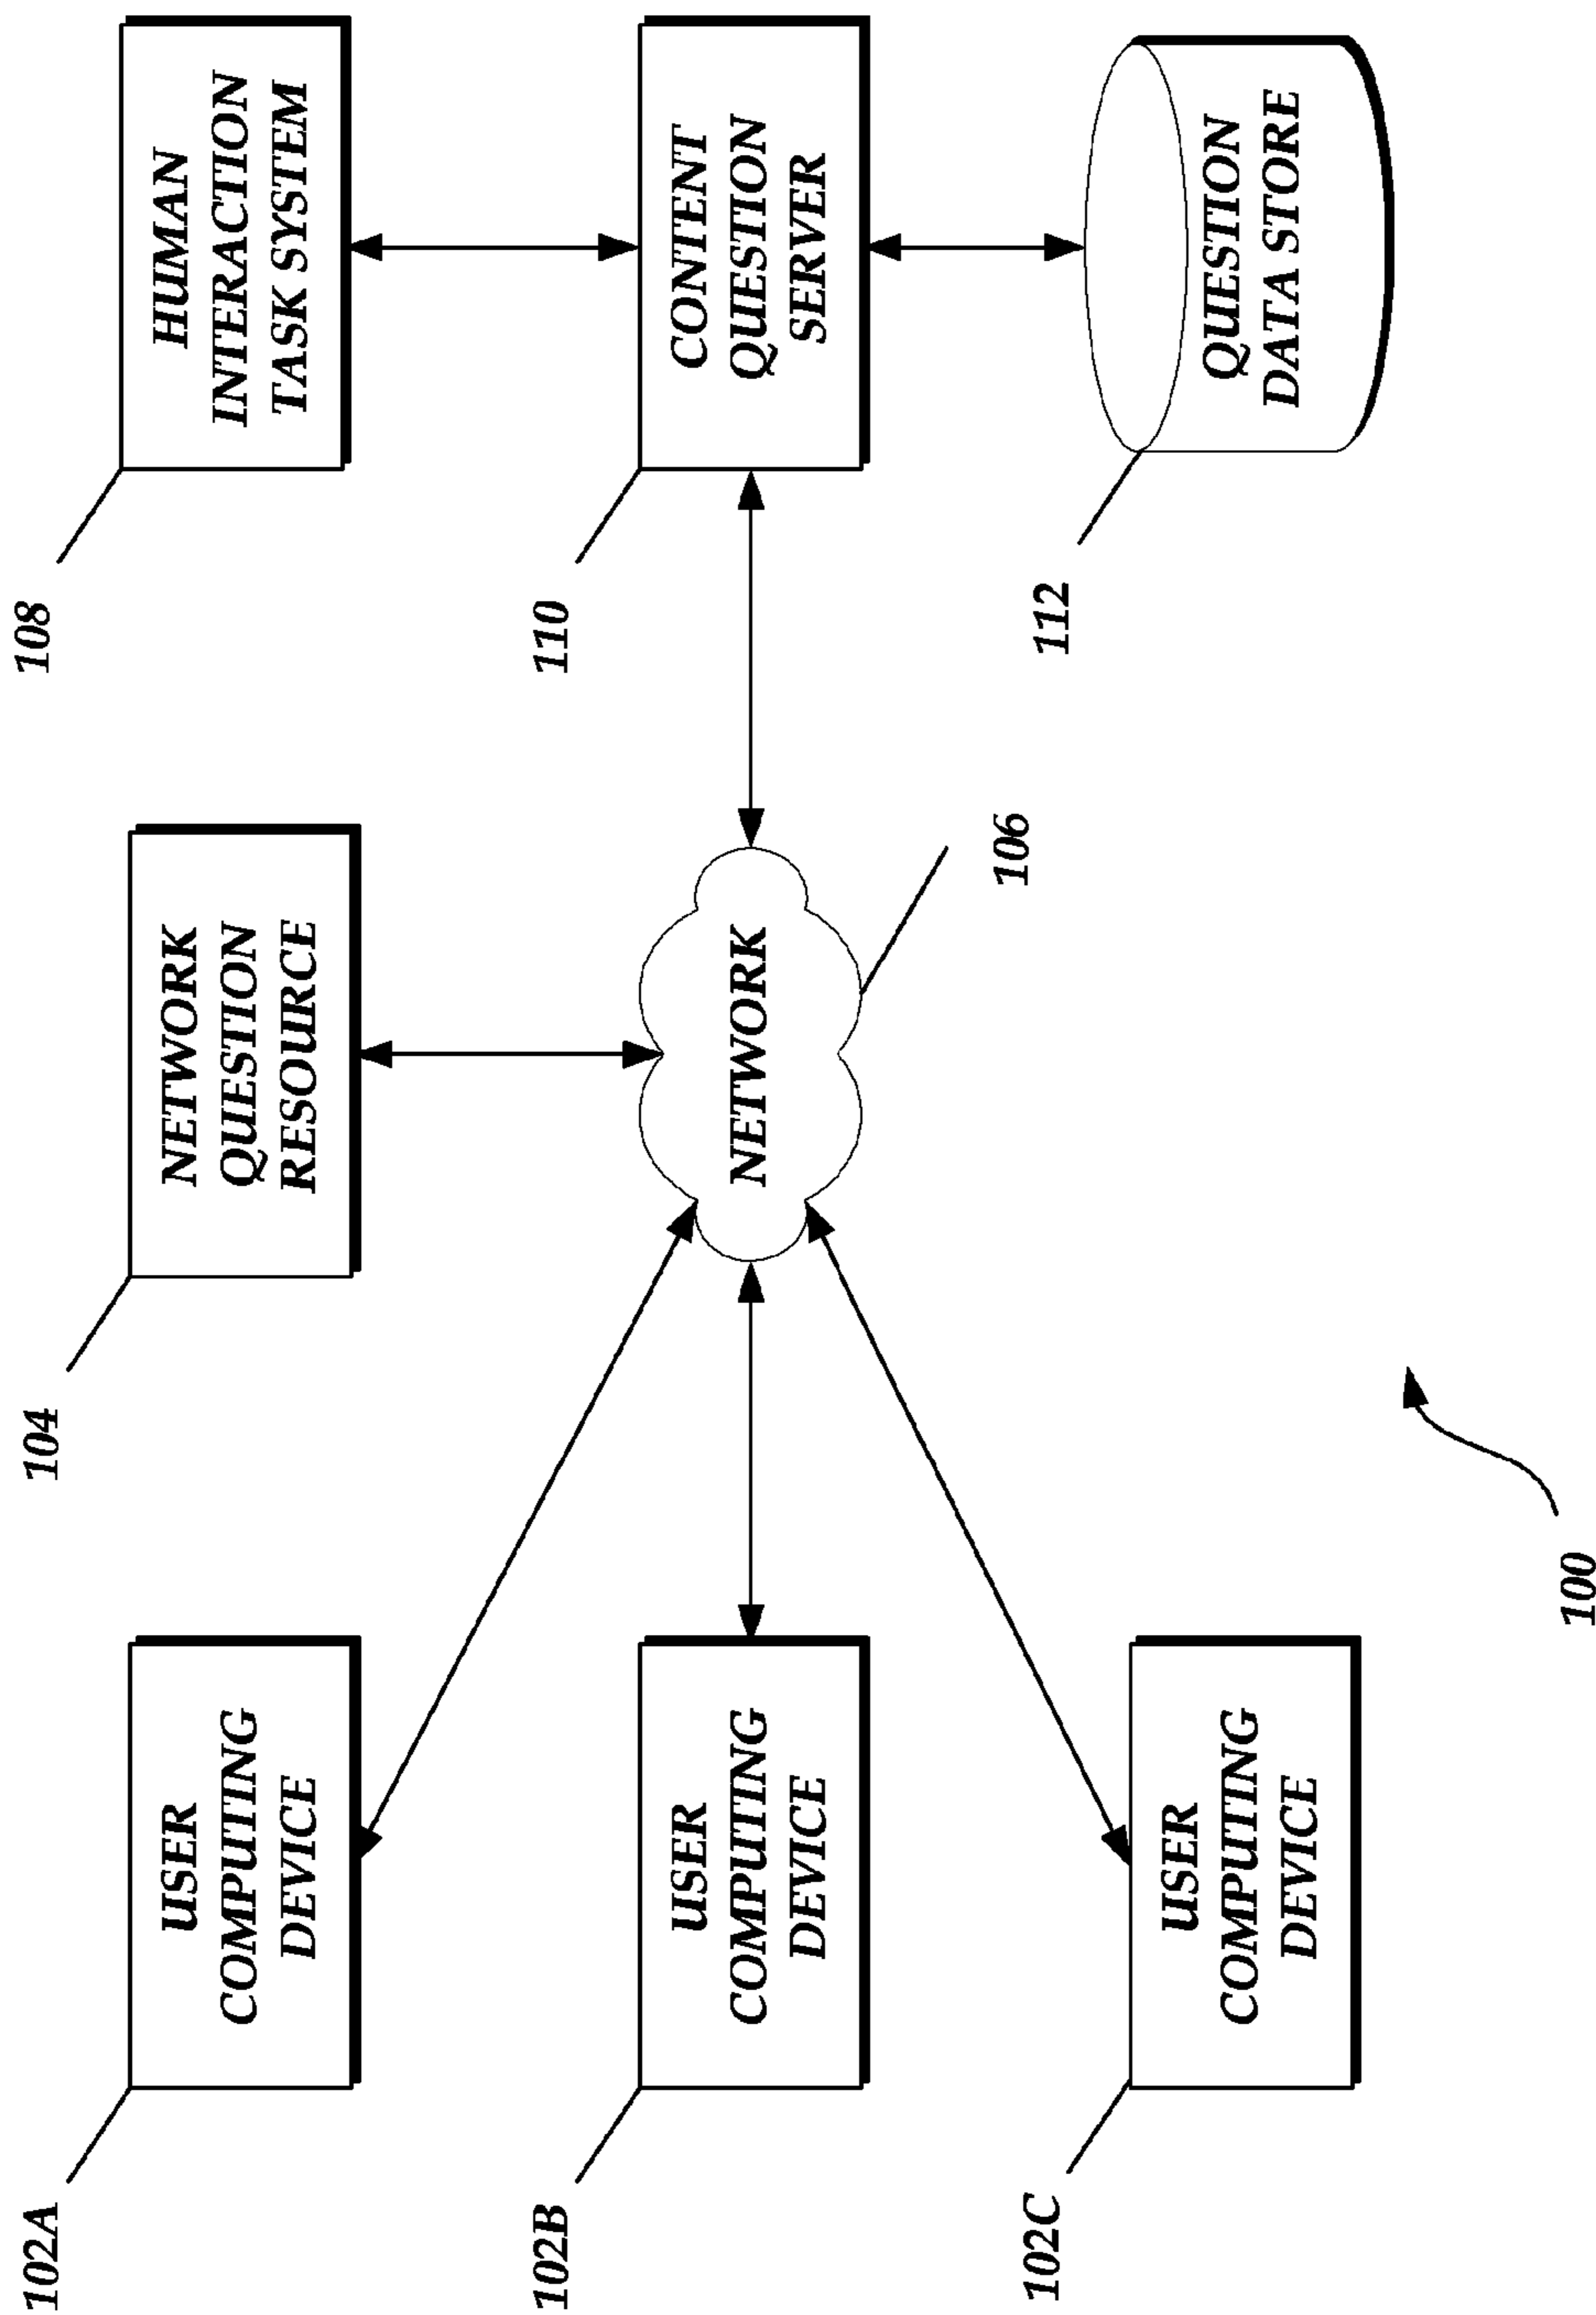 102A
USER
COMPUTING
DEVICE
104
NETWORK
QUESTION
RESOURCE
108
HUMAN
INTERACTION
TASK SYSTEM
102B
USER
COMPUTING
DEVICE
NETWORK
106
110
CONTENT
QUESTION
SERVER
102C
USER
COMPUTING
DEVICE
112
QUESTION
DATA STORE
100